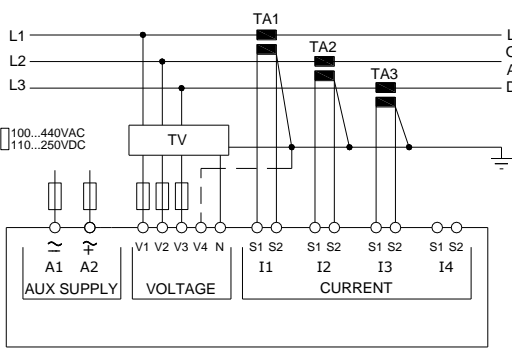 TA1
L1
L
TA2
L2
O
TA3
A
L3
D
100...440VAC
110...250VDC
TV
V1 V2 V3 V4 N
S1 S2
S1 S2
S1 S2
S1 S2
A1 A2
I1
I2
I3
I4
AUX SUPPLY
VOLTAGE
CURRENT